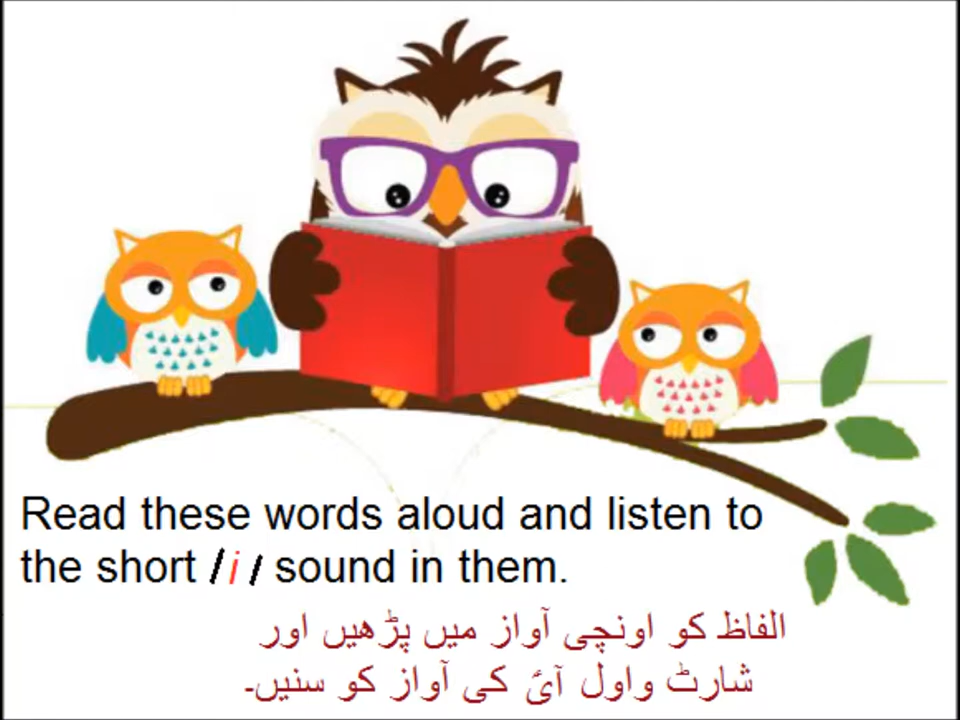 Read these words aloud and listen to
the short /i/ sound in them.
الفاظ کو اونچی آواز میں پڑھیں اور
شارٹ واول آئ کی آواز کو سنیں۔